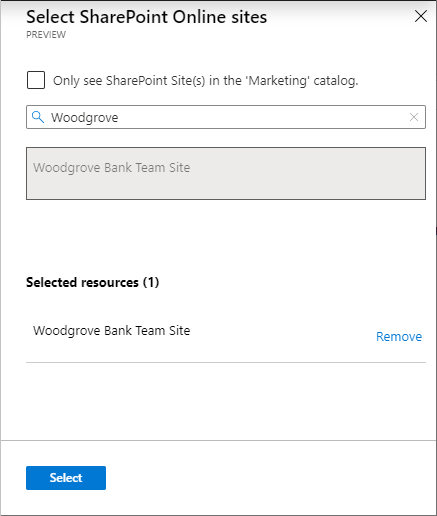 Select SharePoint Online sites
PREVIEW
Only see SharePoint Site(s) in the 'Marketing' catalog.
Woodgrove
Woodgrove Bank Team Site
Selected resources (1)
Woodgrove Bank Team Site
Remove
Select